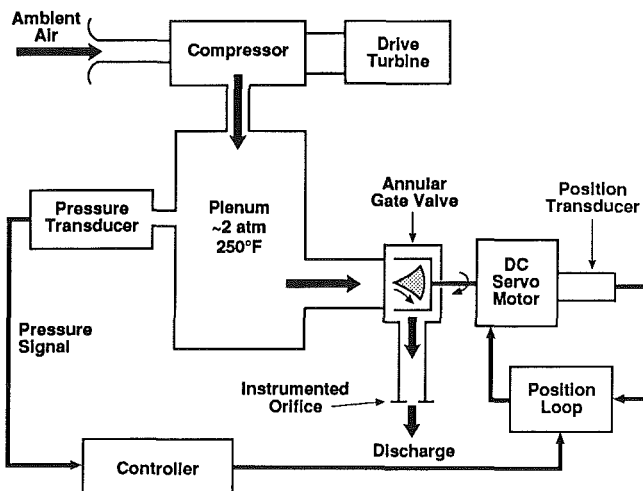 Ambient
Air
Compressor
Drive
Turbine
Annular
Gate Valve
Position
Transducer
Pressure
Transducer
Plenum
~2 atm
250°F
DC
Servo
Motor
Pressure
Signal
Instrumented
Orifice
Position
Loop
Discharge
Controller